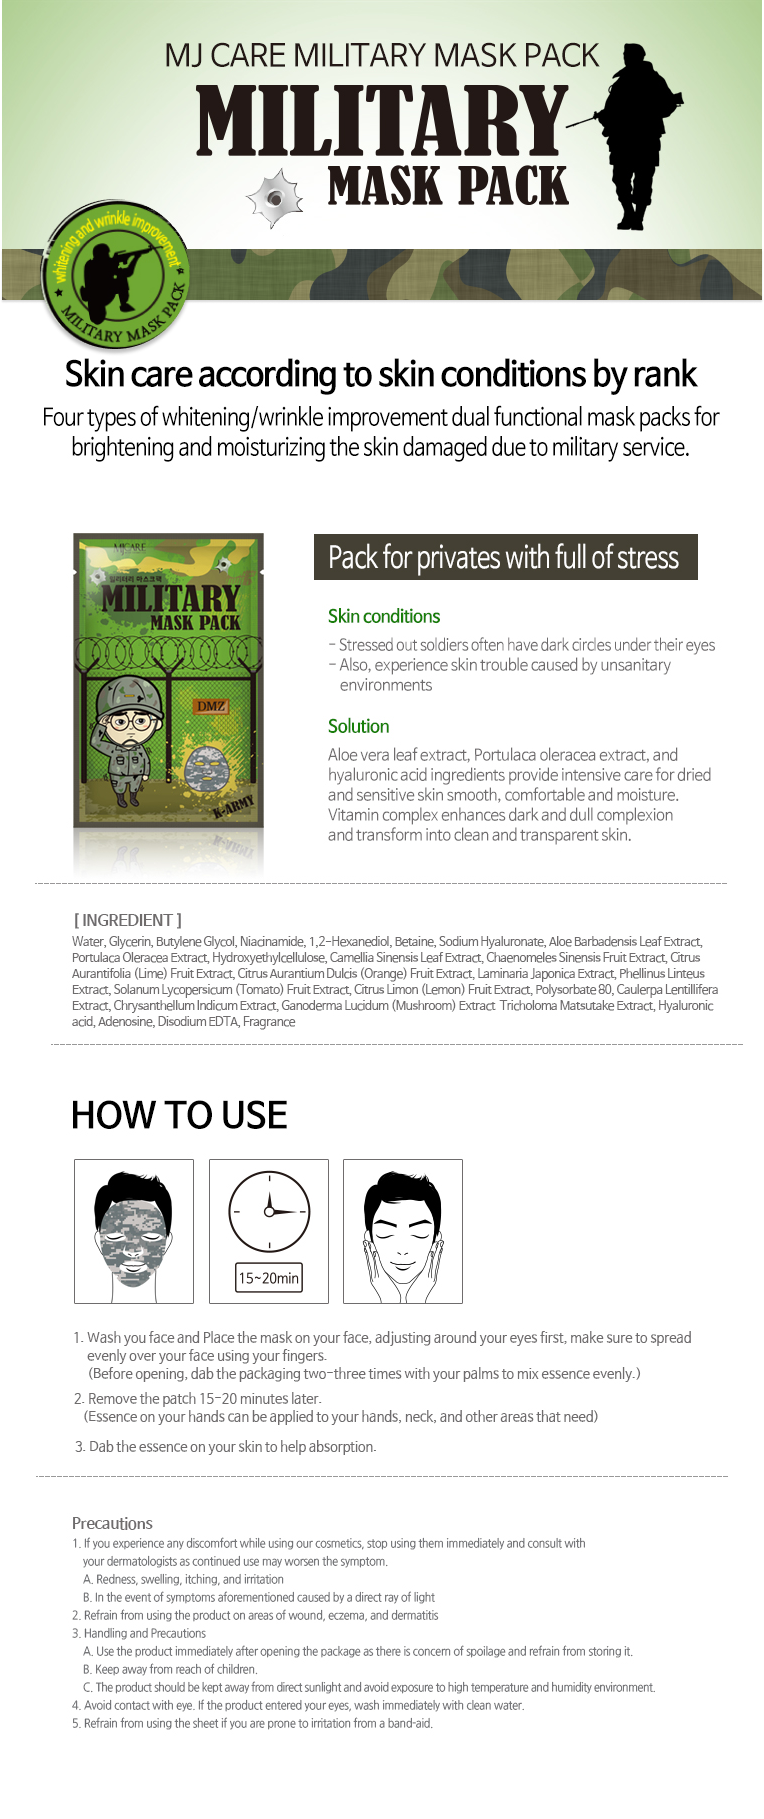 MJ CARE MILITARY MASK PACK
MILITARY
MASK PACK
whitening and wrinkle improvement
MILITARY MASK PACK
Skin care according to skin conditions by rank
Four types of whitening/wrinkle improvement dual functional mask packs for
brightening and moisturizing the skin damaged due to military service.
MJCARE
밀리터리 마스크팩
MILITARY
MASK PACK
DMZ
K-ARMY
Pack for privates with full of stress
Skin conditions
- Stressed out soldiers often have dark circles under their eyes
- Also, experience skin trouble caused by unsanitary
environments
Solution
Aloe vera leaf extract, Portulaca oleracea extract, and
hyaluronic acid ingredients provide intensive care for dried
and sensitive skin smooth, comfortable and moisture.
Vitamin complex enhances dark and dull complexion
and transform into clean and transparent skin.
[ INGREDIENT ]
Water, Glycerin, Butylene Glycol, Niacinamide, 1,2-Hexanediol, Betaine, Sodium Hyaluronate, Aloe Barbadensis Leaf Extract,
Portulaca Oleracea Extract, Hydroxyethylcellulose, Camellia Sinensis Leaf Extract, Chaenomeles Sinensis Fruit Extract, Citrus
Aurantifolia (Lime) Fruit Extract, Citrus Aurantium Dulcis (Orange) Fruit Extract, Laminaria Japonica Extract, Phellinus Linteus
Extract, Solanum Lycopersicum (Tomato) Fruit Extract, Citrus Limon (Lemon) Fruit Extract, Polysorbate 80, Caulerpa Lentillifera
Extract, Chrysanthellum Indicum Extract, Ganoderma Lucidum (Mushroom) Extract Tricholoma Matsutake Extract, Hyaluronic
acid, Adenosine, Disodium EDTA, Fragrance
HOW TO USE
15~20min
1. Wash you face and Place the mask on your face, adjusting around your eyes first, make sure to spread
evenly over your face using your fingers.
(Before opening, dab the packaging two-three times with your palms to mix essence evenly.)
2. Remove the patch 15-20 minutes later.
(Essence on your hands can be applied to your hands, neck, and other areas that need)
3. Dab the essence on your skin to help absorption.
Precautions
1. If you experience any discomfort while using our cosmetics, stop using them immediately and consult with
your dermatologists as continued use may worsen the symptom.
A. Redness, swelling, itching, and irritation
B. In the event of symptoms aforementioned caused by a direct ray of light
2. Refrain from using the product on areas of wound, eczema, and dermatitis
3. Handling and Precautions
A. Use the product immediately after opening the package as there is concern of spoilage and refrain from storing it.
B. Keep away from reach of children.
C. The product should be kept away from direct sunlight and avoid exposure to high temperature and humidity environment.
4. Avoid contact with eye. If the product entered your eyes, wash immediately with clean water.
5. Refrain from using the sheet if you are prone to irritation from a band-aid.